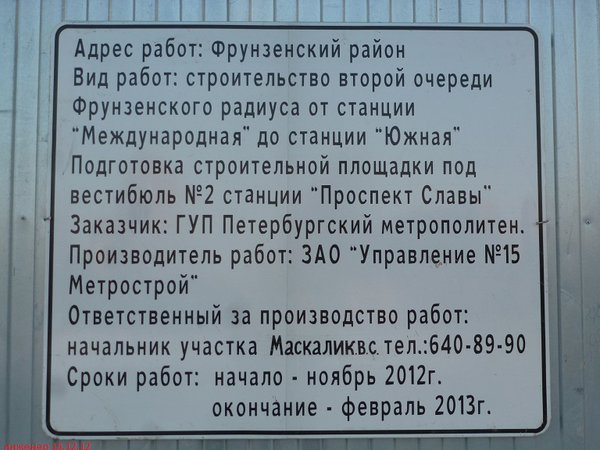 Адрес работ: Фрунзенский район
Вид работ: строительство второй очереди
Фрунзенского радиуса от станции
"Международная" до станции "Южная"
Подготовка строительной площадки под
вестибюль №2 станции "Проспект Славы"
Заказчик: ГУП Петербургский метрополитен.
Производитель работ: ЗАО "Управление №15
Метрострой"
Ответственный за производство работ:
начальник участка Маскалик.в.с. тел.:640-89-90
Сроки работ: начало - ноябрь 2012г.
окончание - февраль 2013г.